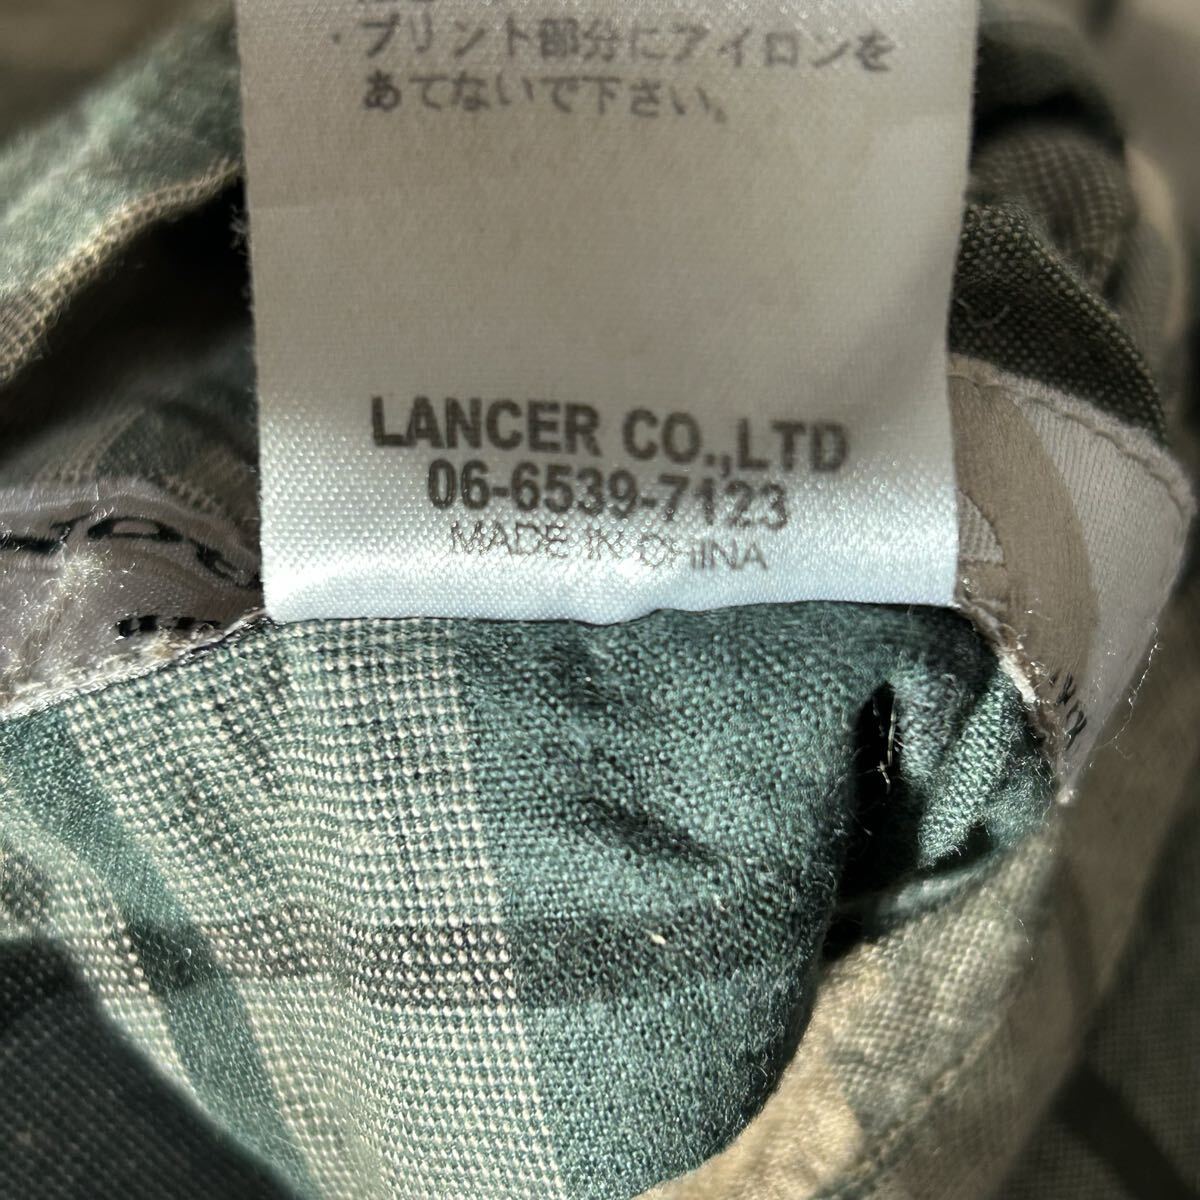 ・プリント部分にアイロンを
あてないで下さい。
LANCER CO.,LTD
06-6539-7123
MADE IN CHINA